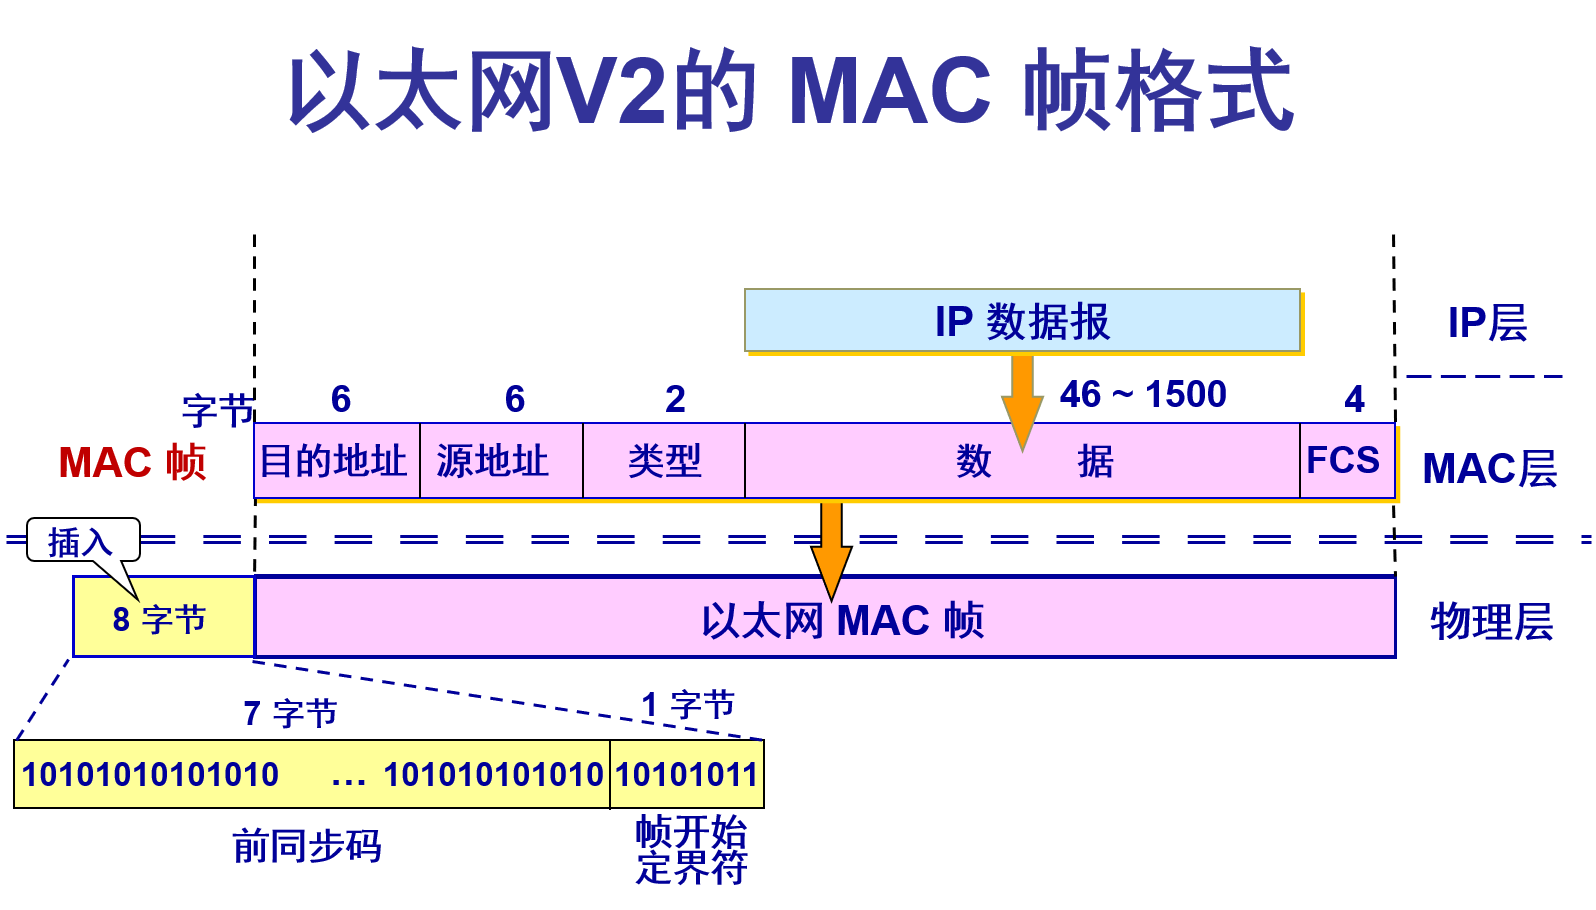 以太网V2的 MAC 帧格式
IP 数据报
IP层
字节
6
6
2
46 ~ 1500
4
MAC 帧
目的地址
源地址
类型
数 据
FCS
MAC层
插入
8 字节
以太网 MAC 帧
物理层
7 字节
1 字节
10101010101010 … 101010101010
10101011
前同步码
帧开始
定界符